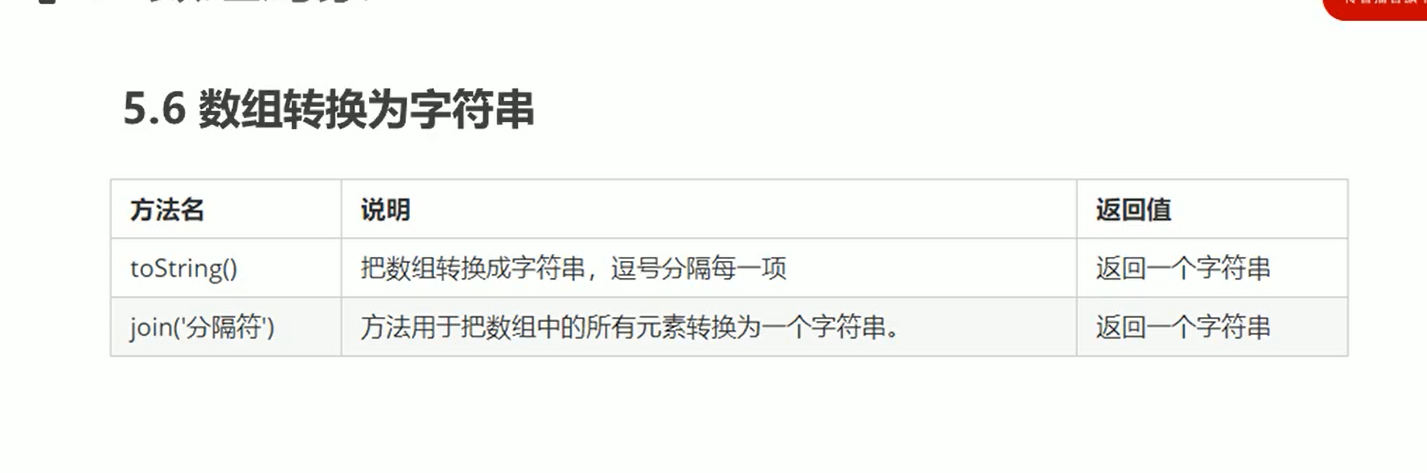 5.6 数组转换为字符串
方法名 说明 返回值
toString() 把数组转换成字符串，逗号分隔每一项 返回一个字符串
join('分隔符') 方法用于把数组中的所有元素转换为一个字符串。 返回一个字符串